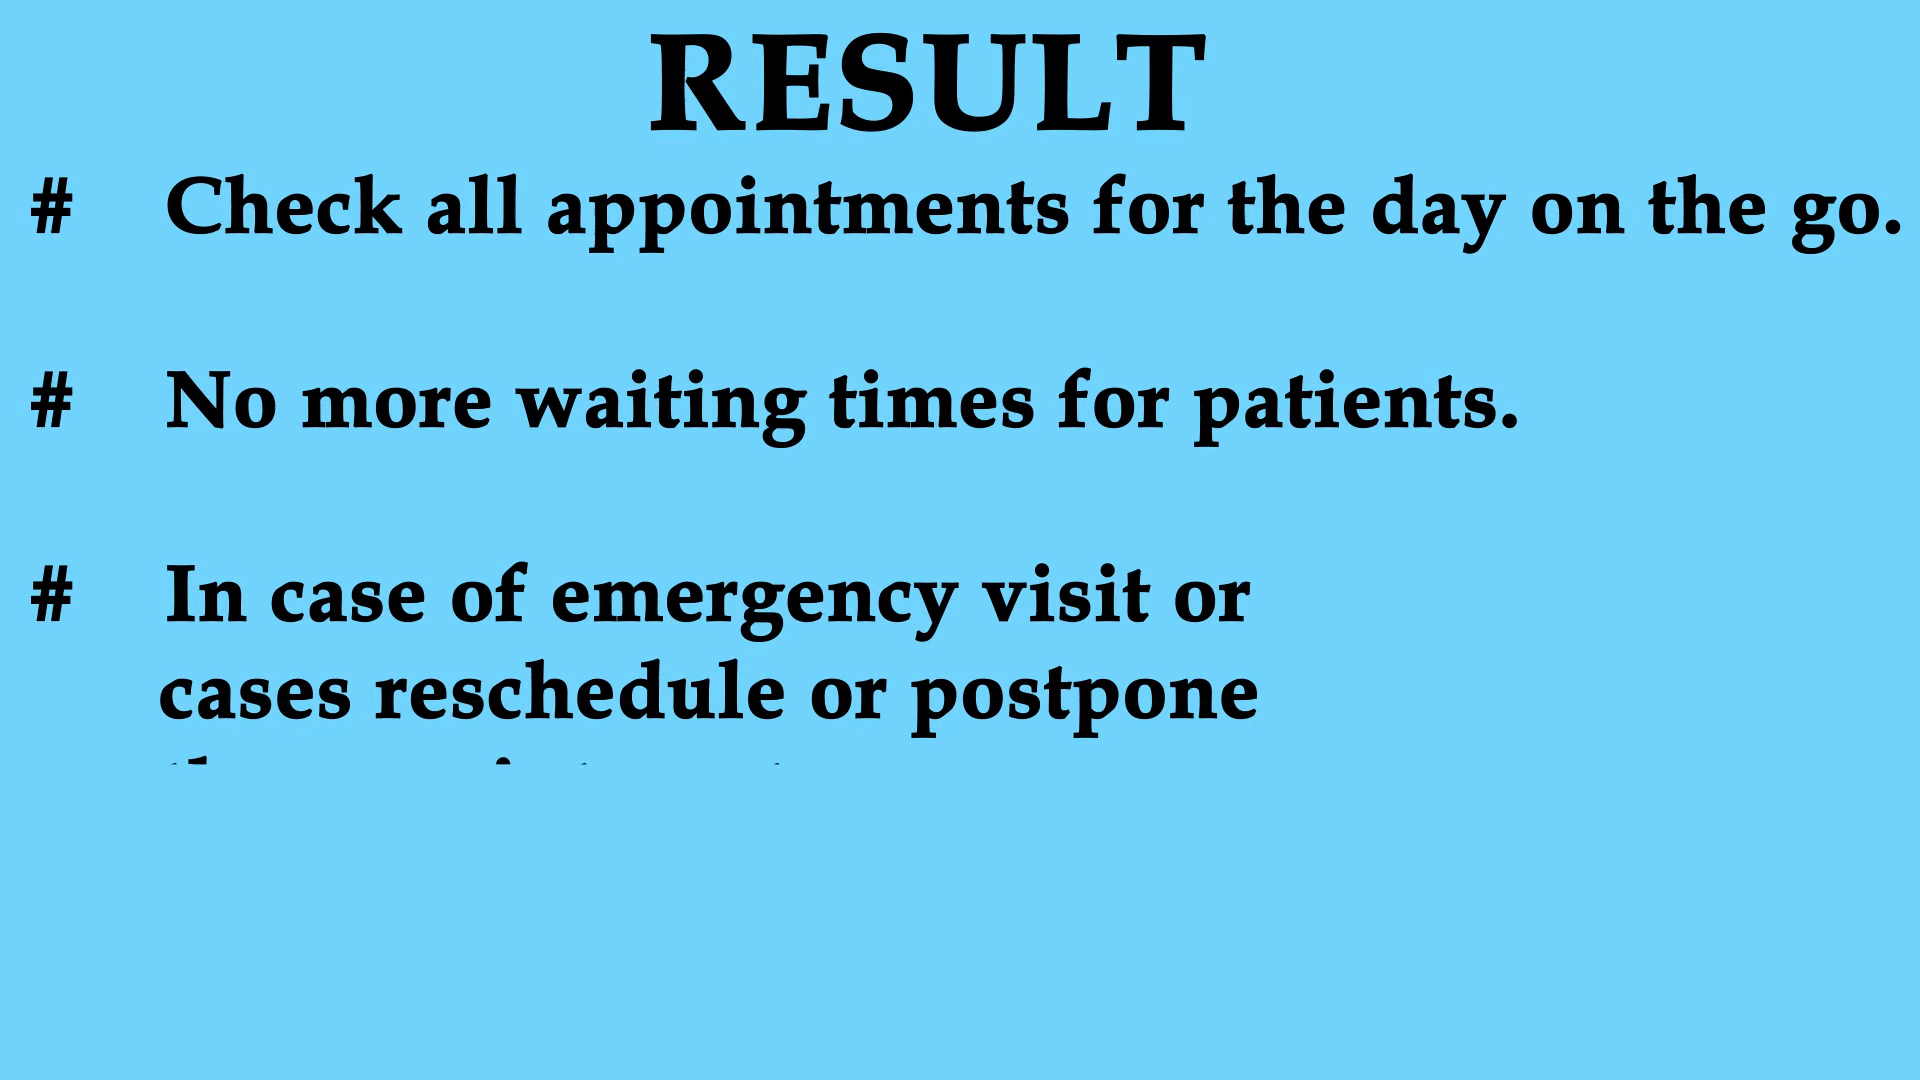 RESULT
# Check all appointments for the day on the go.
# No more waiting times for patients.
# In case of emergency visit or
cases reschedule or postpone